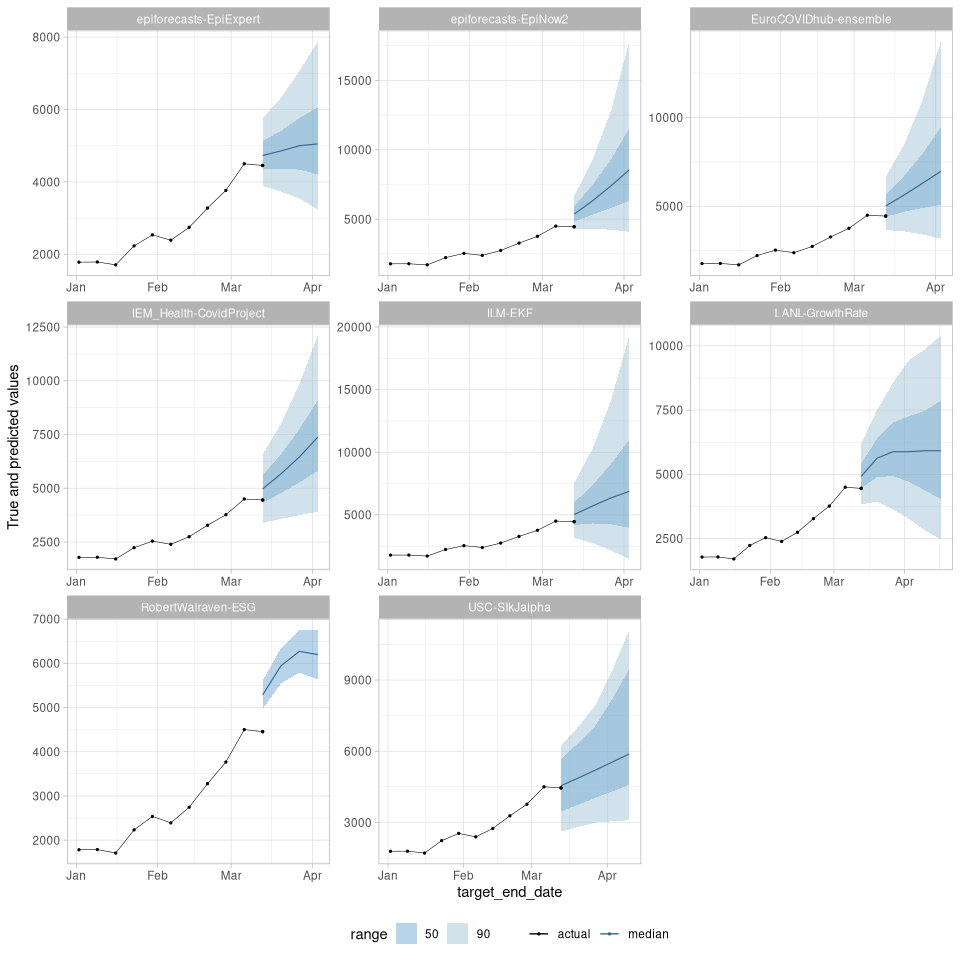 epiforecasts-EpiExpert
epiforecasts-EpiNow2
EuroCOVIDhub-ensemble
8000
6000
4000
2000
Jan Feb Mar Apr
15000
10000
5000
Jan Feb Mar Apr
10000
5000
Jan Feb Mar Apr
IEM_Health-CovidProject
ILM-EKF
LANL-GrowthRate
12500
10000
7500
5000
2500
Jan Feb Mar Apr
20000
15000
10000
5000
Jan Feb Mar Apr
10000
7500
5000
2500
Jan Feb Mar Apr
RobertWalraven-ESG
USC-SIkJalpha
7000
6000
5000
4000
3000
2000
Jan Feb Mar Apr
9000
6000
3000
Jan Feb Mar Apr
True and predicted values
target_end_date
range 50 90 actual median